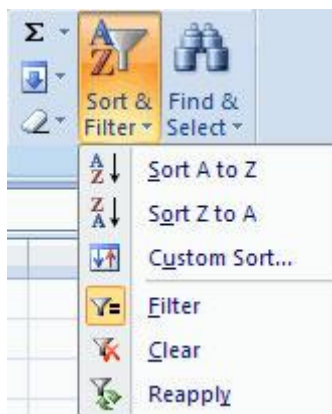 Σ
Sort & Filter
Find & Select
Sort A to Z
Sort Z to A
Custom Sort...
Filter
Clear
Reapply